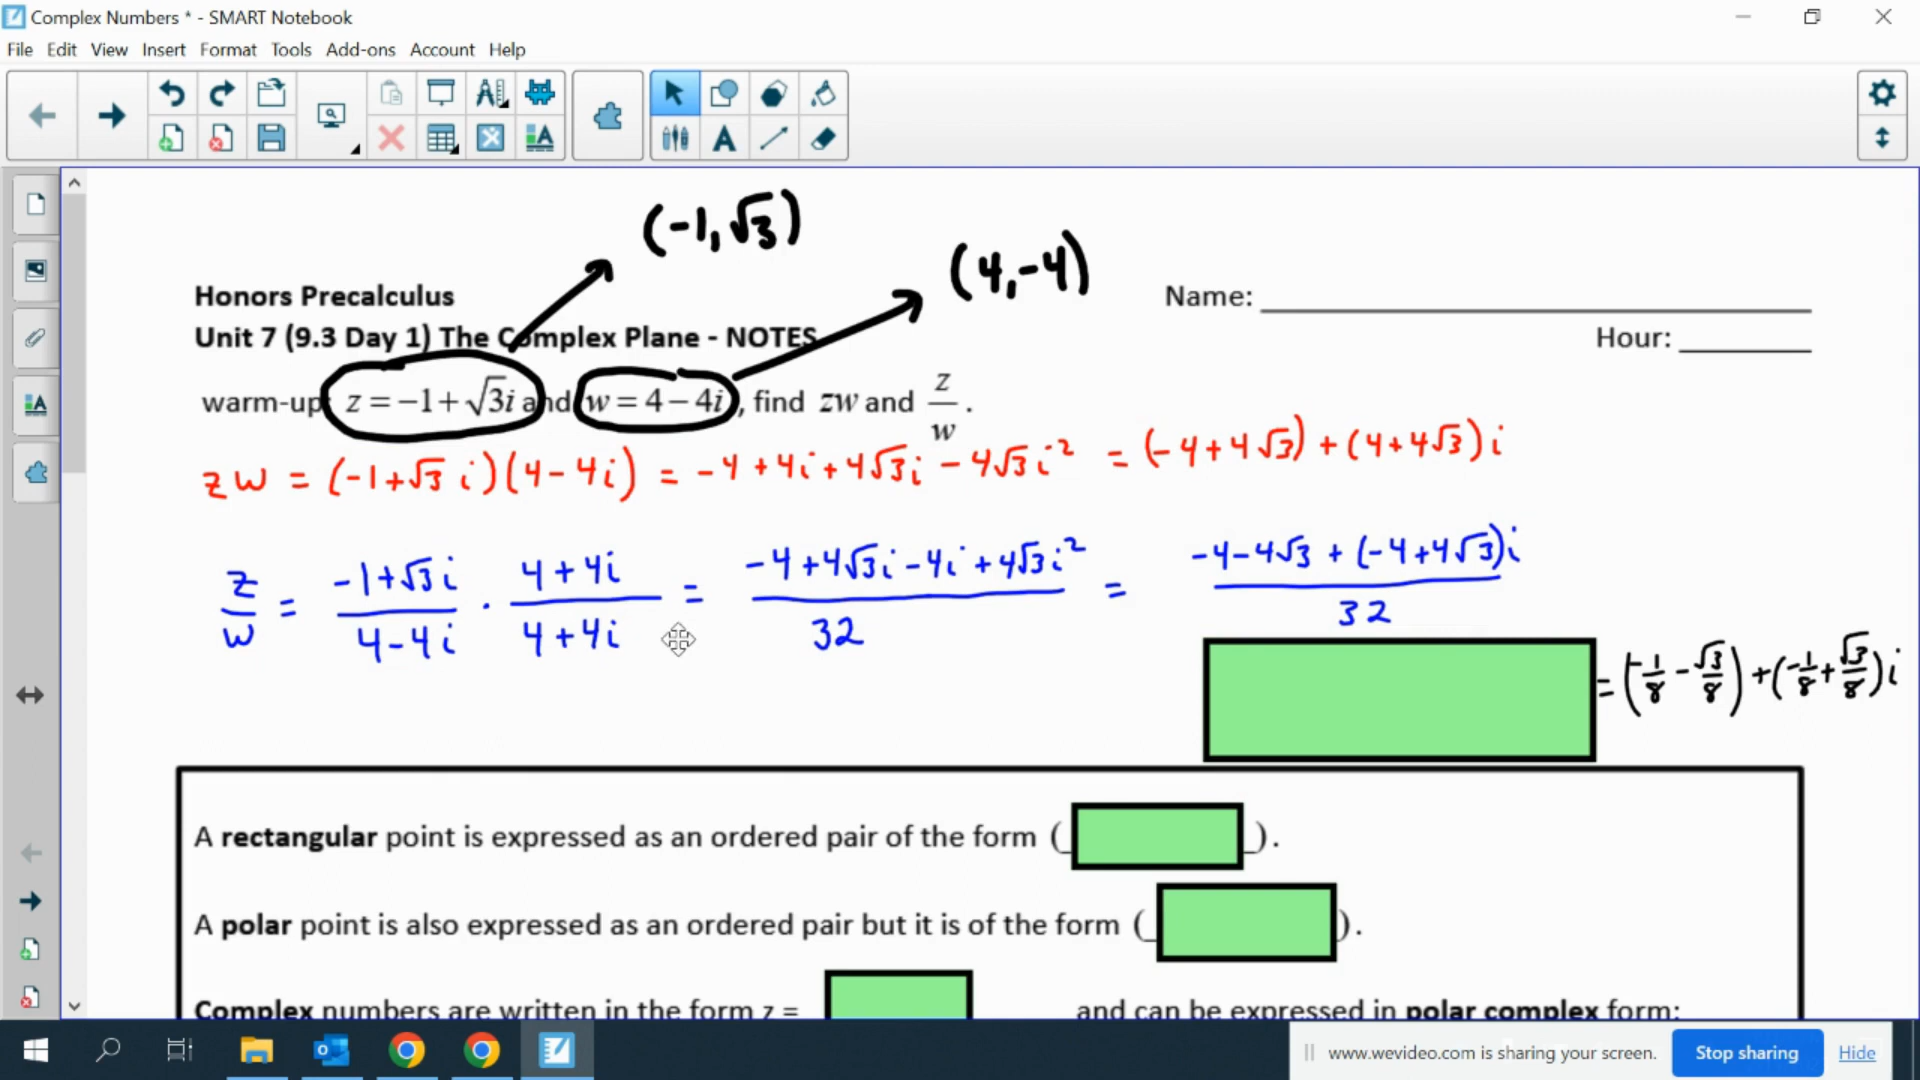 Complex Numbers * - SMART Notebook
File Edit View Insert Format Tools Add-ons Account Help
(-1, √3)
(4, -4)
Honors Precalculus
Name: ____________________
Unit 7 (9.3 Day 1) The Complex Plane - NOTES
Hour: ________
warm-up: z = −1 + √3i and w = 4 − 4i, find zw and z/w.
zw = (-1+√3 i)(4-4i) = -4+4i+4√3i-4√3i² = (-4+4√3)+(4+4√3)i
z/w = (-1+√3i)/(4-4i) · (4+4i)/(4+4i) = (-4+4√3i-4i+4√3i²)/32 = (-4-4√3+(-4+4√3)i)/32
= (-1/8 - √3/8) + (-1/8 + √3/8)i
A rectangular point is expressed as an ordered pair of the form (_ _).
A polar point is also expressed as an ordered pair but it is of the form (_ ).
Complex numbers are written in the form z = and can be expressed in polar complex form:
www.wevideo.com is sharing your screen. Stop sharing Hide